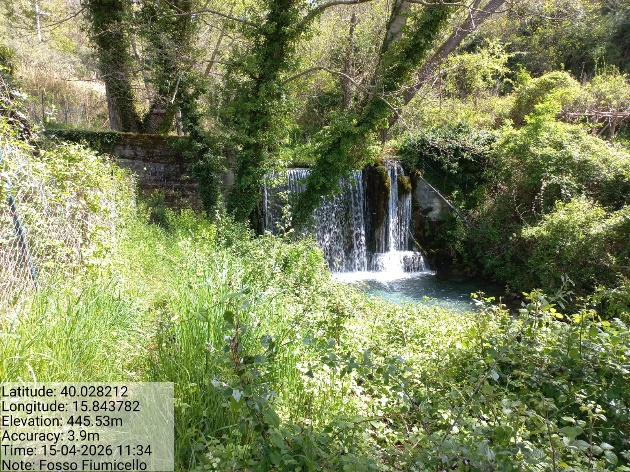 Latitude: 40.028212
Longitude: 15.843782
Elevation: 445.53m
Accuracy: 3.9m
Time: 15-04-2026 11:34
Note: Fosso Fiumicello